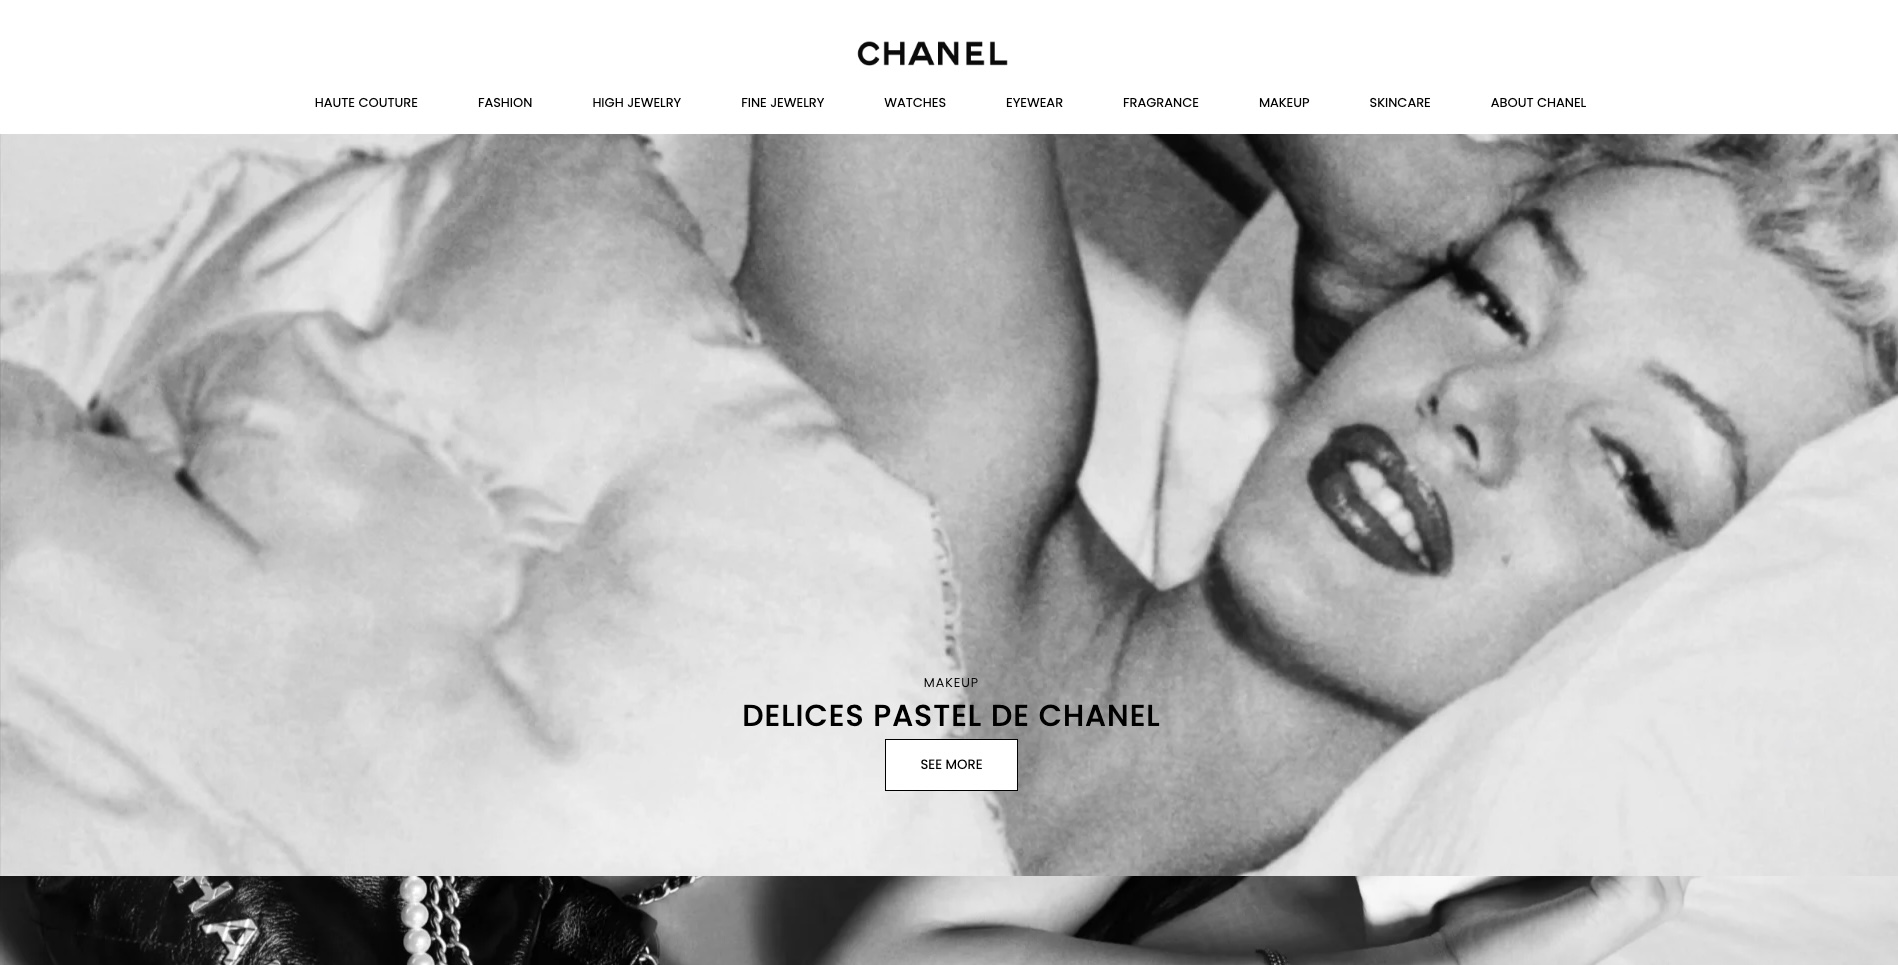 CHANEL
HAUTE COUTURE FASHION HIGH JEWELRY FINE JEWELRY WATCHES EYEWEAR FRAGRANCE MAKEUP SKINCARE ABOUT CHANEL
MAKEUP
DELICES PASTEL DE CHANEL
SEE MORE